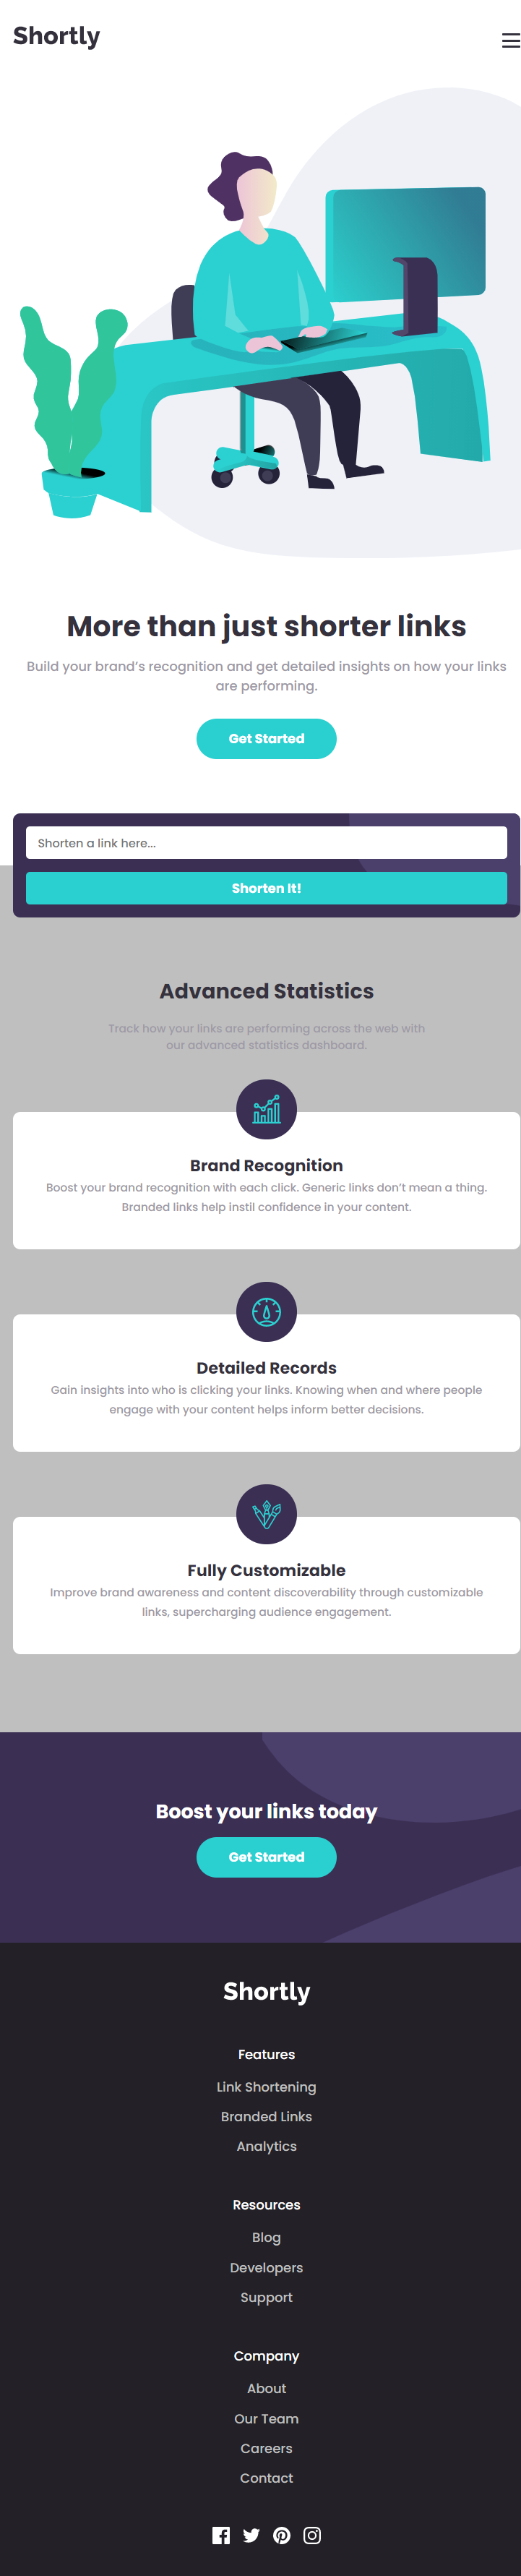 Shortly
More than just shorter links
Build your brand’s recognition and get detailed insights on how your links
are performing.
Get Started
Shorten a link here...
Shorten It!
Advanced Statistics
Track how your links are performing across the web with
our advanced statistics dashboard.
Brand Recognition
Boost your brand recognition with each click. Generic links don’t mean a thing.
Branded links help instil confidence in your content.
Detailed Records
Gain insights into who is clicking your links. Knowing when and where people
engage with your content helps inform better decisions.
Fully Customizable
Improve brand awareness and content discoverability through customizable
links, supercharging audience engagement.
Boost your links today
Get Started
Shortly
Features
Link Shortening
Branded Links
Analytics
Resources
Blog
Developers
Support
Company
About
Our Team
Careers
Contact